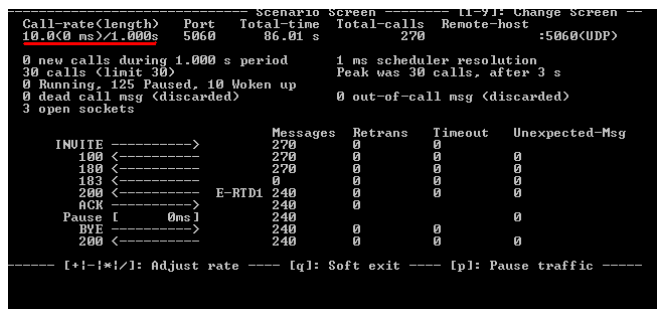 ------------------------------ Scenario Screen -------- [1-9]: Change Screen --
Call-rate(length) Port Total-time Total-calls Remote-host
10.0(0 ms)/1.000s 5060 86.01 s 270 :5060(UDP)
0 new calls during 1.000 s period 1 ms scheduler resolution
30 calls (limit 30) Peak was 30 calls, after 3 s
0 Running, 125 Paused, 10 Woken up
0 dead call msg (discarded) 0 out-of-call msg (discarded)
3 open sockets
Messages Retrans Timeout Unexpected-Msg
INVITE ----------> 270 0 0
100 <---------- 270 0 0 0
180 <---------- 270 0 0 0
183 <---------- 0 0 0 0
200 <---------- E-RTD1 240 0 0 0
ACK ----------> 240 0
Pause [ 0ms] 240 0
BYE ----------> 240 0 0
200 <---------- 240 0 0 0
------ [+|-|*|/]: Adjust rate ---- [q]: Soft exit ---- [p]: Pause traffic -----